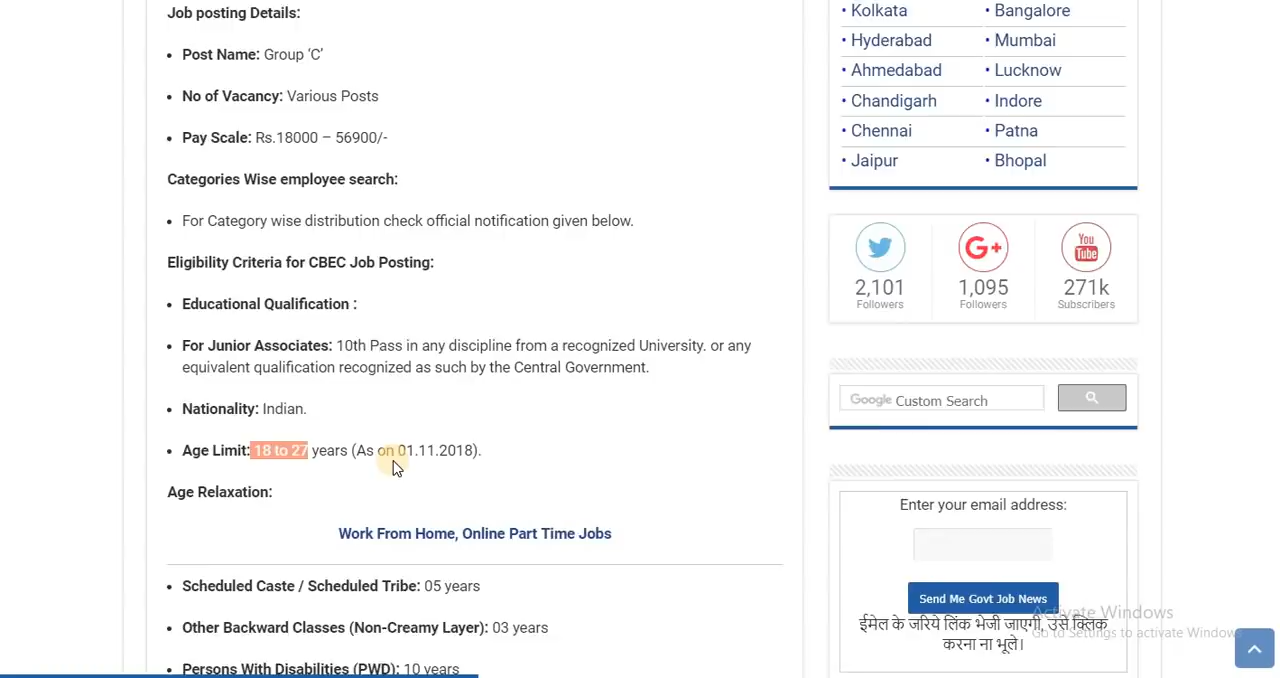 Job posting Details:
• Post Name: Group ‘C’
• No of Vacancy: Various Posts
• Pay Scale: Rs.18000 – 56900/-
Categories Wise employee search:
• For Category wise distribution check official notification given below.
Eligibility Criteria for CBEC Job Posting:
• Educational Qualification :
• For Junior Associates: 10th Pass in any discipline from a recognized University. or any
equivalent qualification recognized as such by the Central Government.
• Nationality: Indian.
• Age Limit: 18 to 27 years (As on 01.11.2018).
Age Relaxation:
Work From Home, Online Part Time Jobs
• Scheduled Caste / Scheduled Tribe: 05 years
• Other Backward Classes (Non-Creamy Layer): 03 years
• Persons With Disabilities (PWD): 10 years
• Kolkata • Bangalore
• Hyderabad • Mumbai
• Ahmedabad • Lucknow
• Chandigarh • Indore
• Chennai • Patna
• Jaipur • Bhopal
G+ You Tube
2,101 1,095 271k
Followers Followers Subscribers
Google Custom Search
Enter your email address:
Send Me Govt Job News
ईमेल के जरिये लिंक भेजी जाएगी, उसे क्लिक
करना ना भूले।
Activate Windows
Go to Settings to activate Windows